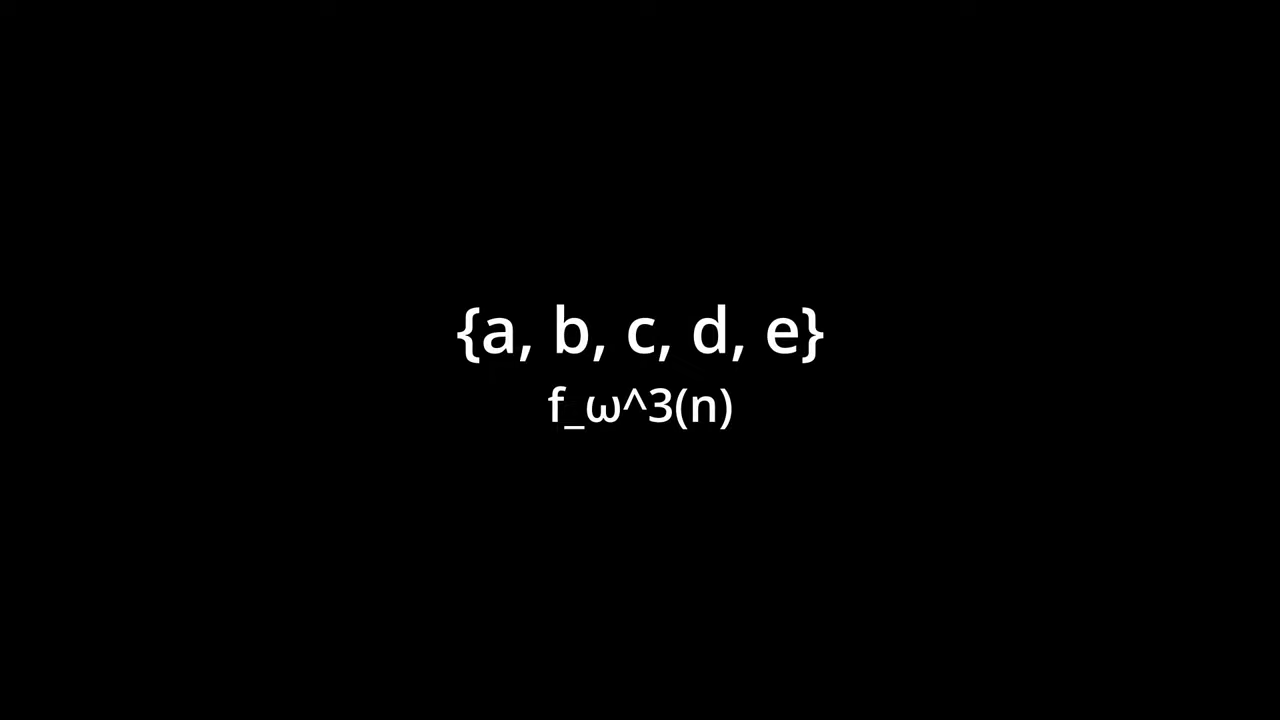 {a, b, c, d, e}
f_ω^3(n)